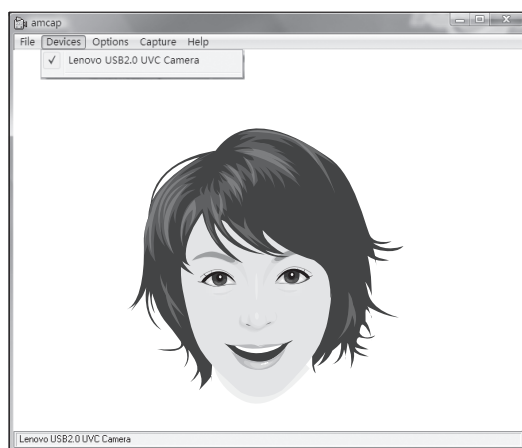 amcap
File Devices Options Capture Help
✓ Lenovo USB2.0 UVC Camera
Lenovo USB2.0 UVC Camera